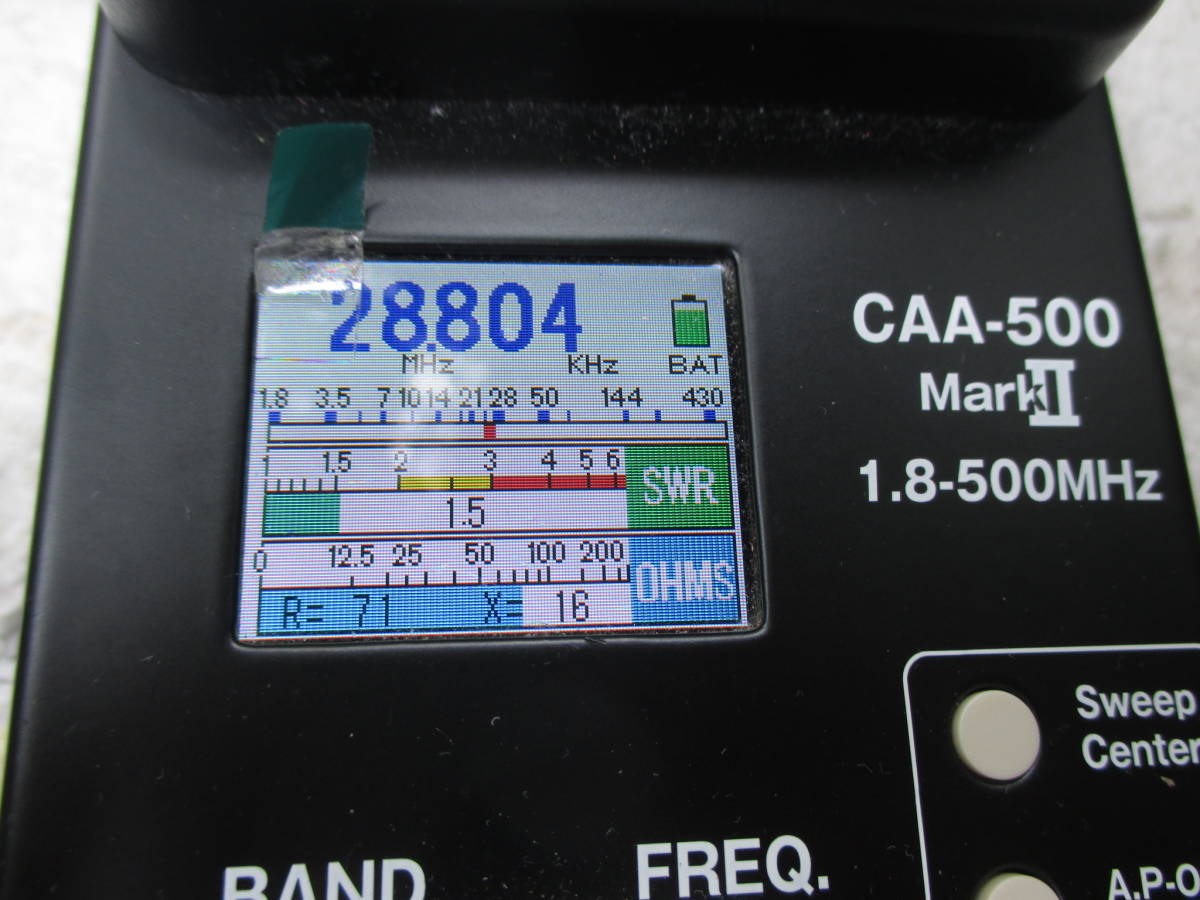 28.804
MHz KHz BAT
1.8 3.5 7 10 14 21 28 50 144 430
1 1.5 2 3 4 5 6 SWR
1.5
0 12.5 25 50 100 200 OHMS
R= 71 X= 16
CAA-500
Mark II
1.8-500MHz
Sweep
Center
BAND FREQ.
A.P-O